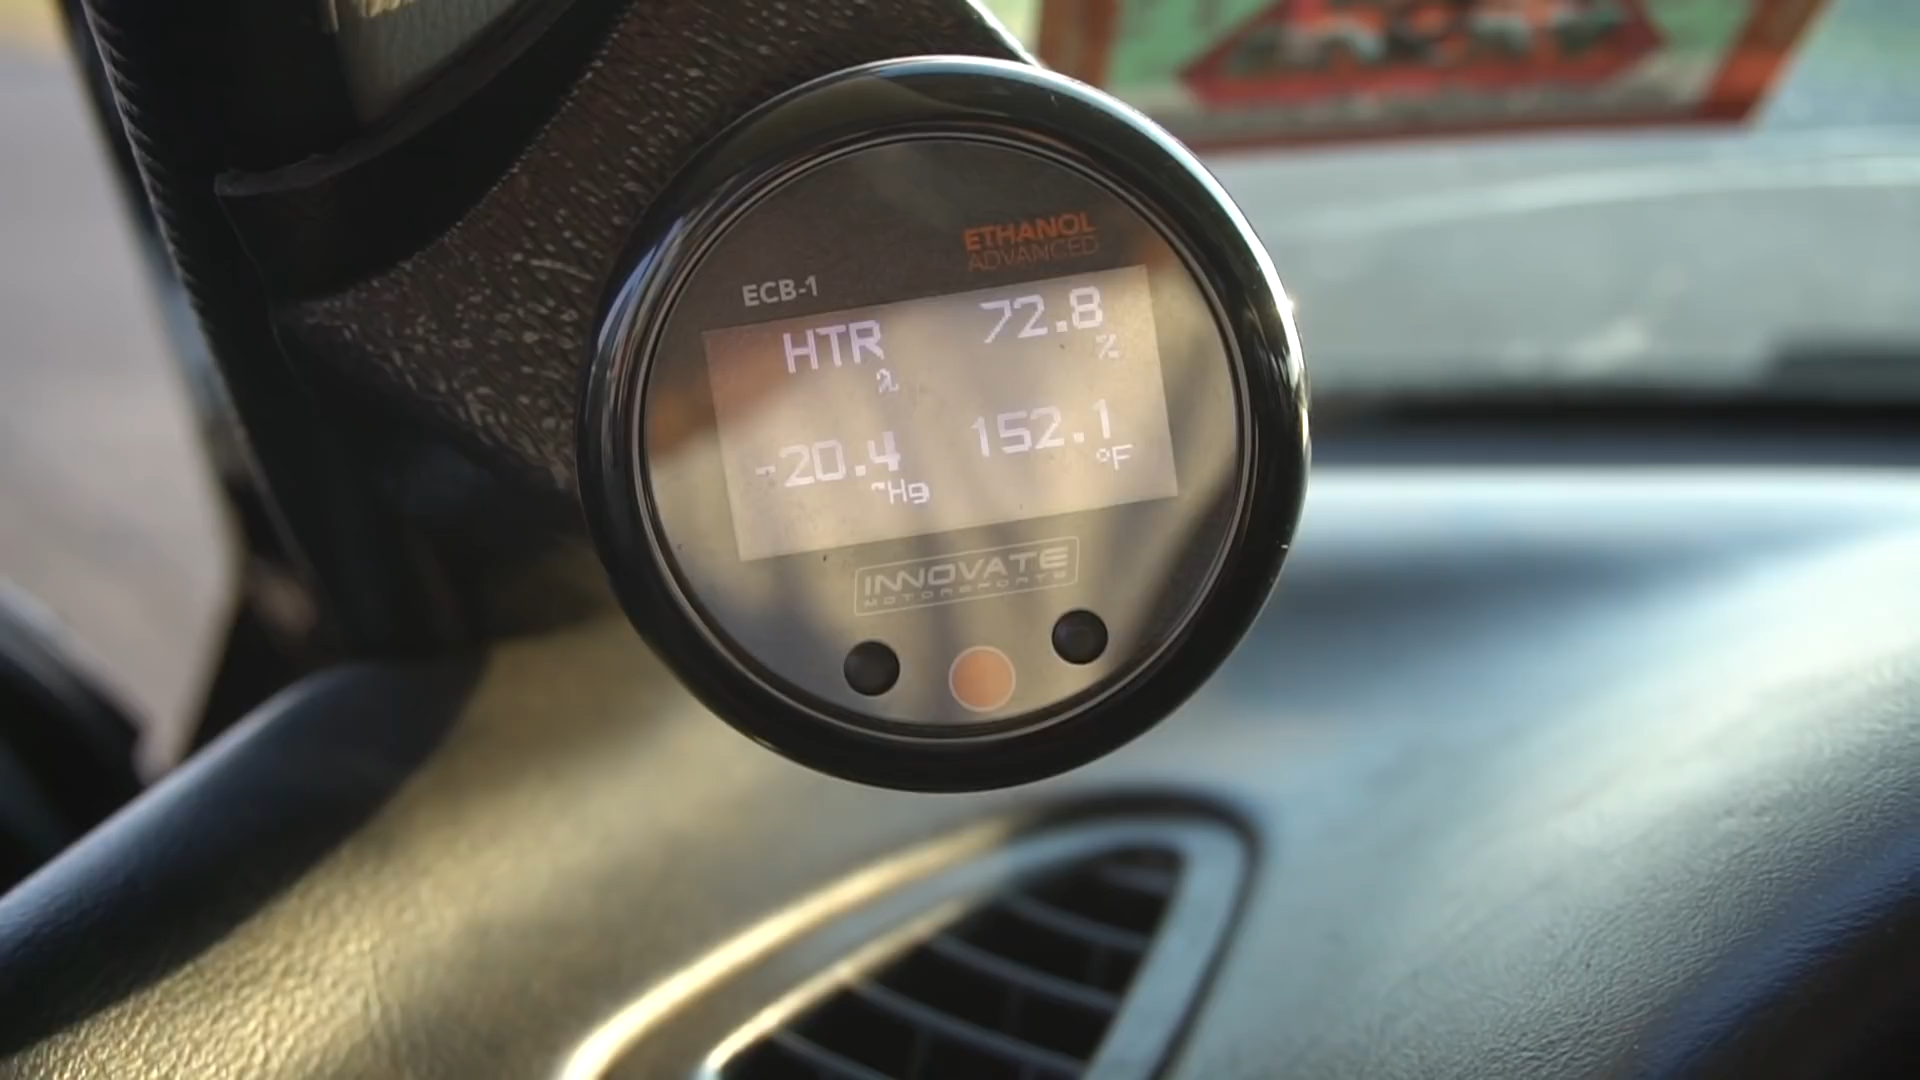 ETHANOL
ADVANCED
ECB-1
HTR 72.8
λ %
-20.4 152.1
"Hg °F
INNOVATE
MOTORSPORTS